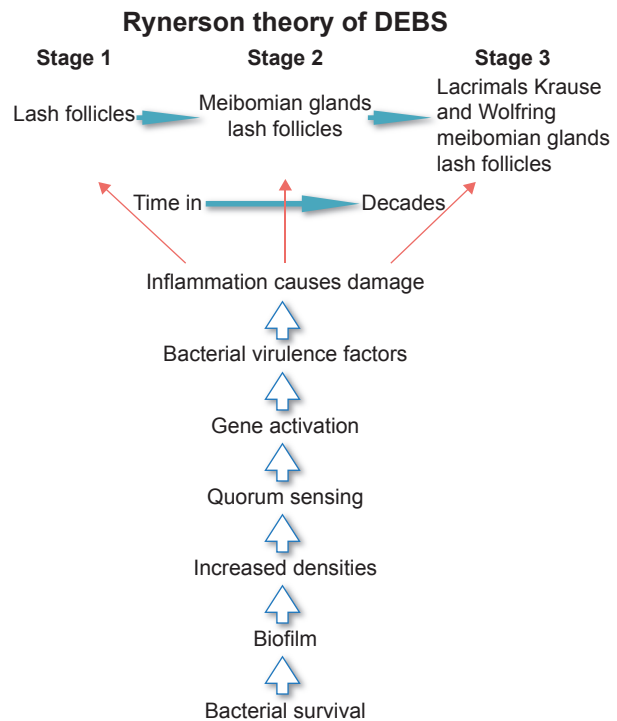 Rynerson theory of DEBS
Stage 1
Stage 2
Stage 3
Lash follicles
Meibomian glands
lash follicles
Lacrimals Krause
and Wolfring
meibomian glands
lash follicles
Time in
Decades
Inflammation causes damage
Bacterial virulence factors
Gene activation
Quorum sensing
Increased densities
Biofilm
Bacterial survival